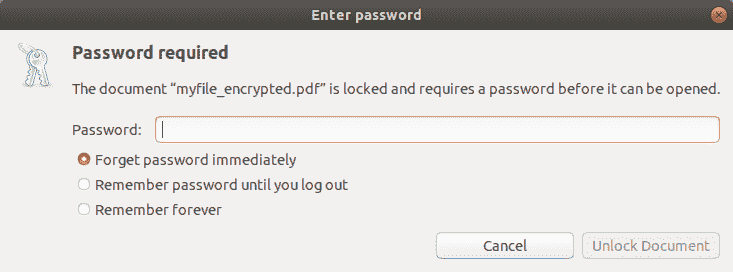 Enter password
Password required
The document “myfile_encrypted.pdf” is locked and requires a password before it can be opened.
Password:
Forget password immediately
Remember password until you log out
Remember forever
Cancel Unlock Document